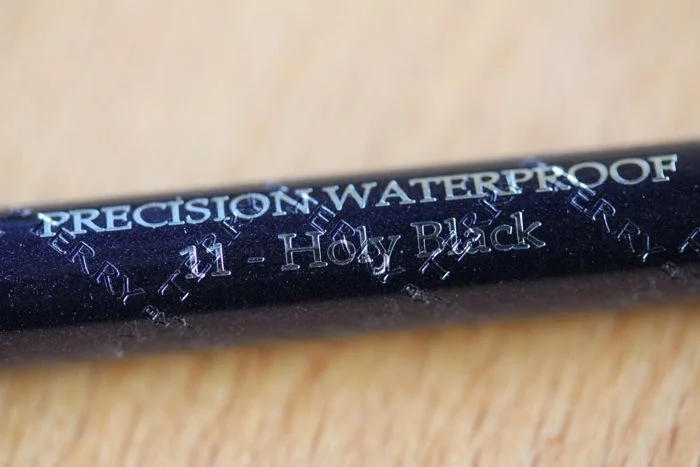 PRECISION WATERPROOF
11 - Holy Black